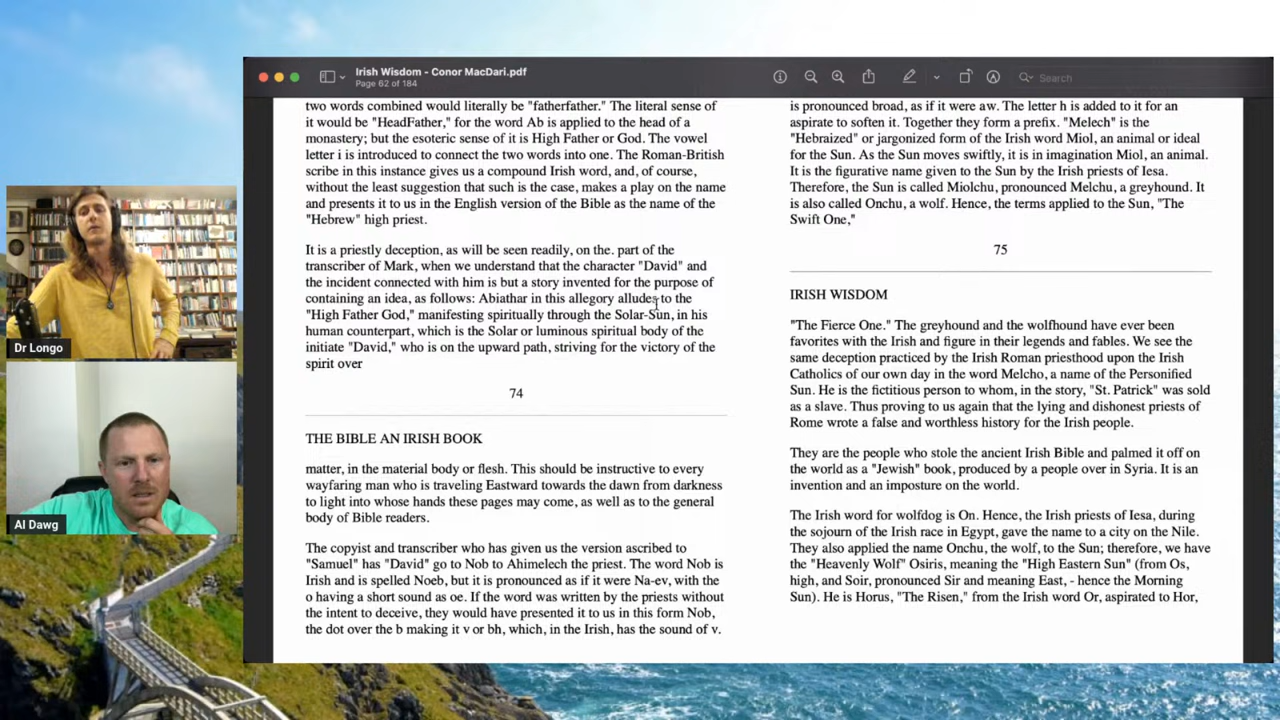 Irish Wisdom - Conor MacDari.pdf
Page 62 of 184
Search
two words combined would literally be "fatherfather." The literal sense of
it would be "HeadFather," for the word Ab is applied to the head of a
monastery; but the esoteric sense of it is High Father or God. The vowel
letter i is introduced to connect the two words into one. The Roman-British
scribe in this instance gives us a compound Irish word, and, of course,
without the least suggestion that such is the case, makes a play on the name
and presents it to us in the English version of the Bible as the name of the
"Hebrew" high priest.
It is a priestly deception, as will be seen readily, on the. part of the
transcriber of Mark, when we understand that the character "David" and
the incident connected with him is but a story invented for the purpose of
containing an idea, as follows: Abiathar in this allegory alludes to the
"High Father God," manifesting spiritually through the Solar-Sun, in his
human counterpart, which is the Solar or luminous spiritual body of the
initiate "David," who is on the upward path, striving for the victory of the
spirit over
74
THE BIBLE AN IRISH BOOK
matter, in the material body or flesh. This should be instructive to every
wayfaring man who is traveling Eastward towards the dawn from darkness
to light into whose hands these pages may come, as well as to the general
body of Bible readers.
The copyist and transcriber who has given us the version ascribed to
"Samuel" has "David" go to Nob to Ahimelech the priest. The word Nob is
Irish and is spelled Noeb, but it is pronounced as if it were Na-ev, with the
o having a short sound as oe. If the word was written by the priests without
the intent to deceive, they would have presented it to us in this form Nob,
the dot over the b making it v or bh, which, in the Irish, has the sound of v.
is pronounced broad, as if it were aw. The letter h is added to it for an
aspirate to soften it. Together they form a prefix. "Melech" is the
"Hebraized" or jargonized form of the Irish word Miol, an animal or ideal
for the Sun. As the Sun moves swiftly, it is in imagination Miol, an animal.
It is the figurative name given to the Sun by the Irish priests of Iesa.
Therefore, the Sun is called Miolchu, pronounced Melchu, a greyhound. It
is also called Onchu, a wolf. Hence, the terms applied to the Sun, "The
Swift One,"
75
IRISH WISDOM
"The Fierce One." The greyhound and the wolfhound have ever been
favorites with the Irish and figure in their legends and fables. We see the
same deception practiced by the Irish Roman priesthood upon the Irish
Catholics of our own day in the word Melcho, a name of the Personified
Sun. He is the fictitious person to whom, in the story, "St. Patrick" was sold
as a slave. Thus proving to us again that the lying and dishonest priests of
Rome wrote a false and worthless history for the Irish people.
They are the people who stole the ancient Irish Bible and palmed it off on
the world as a "Jewish" book, produced by a people over in Syria. It is an
invention and an imposture on the world.
The Irish word for wolfdog is On. Hence, the Irish priests of Iesa, during
the sojourn of the Irish race in Egypt, gave the name to a city on the Nile.
They also applied the name Onchu, the wolf, to the Sun; therefore, we have
the "Heavenly Wolf" Osiris, meaning the "High Eastern Sun" (from Os,
high, and Soir, pronounced Sir and meaning East, - hence the Morning
Sun). He is Horus, "The Risen," from the Irish word Or, aspirated to Hor,
Dr Longo
Al Dawg